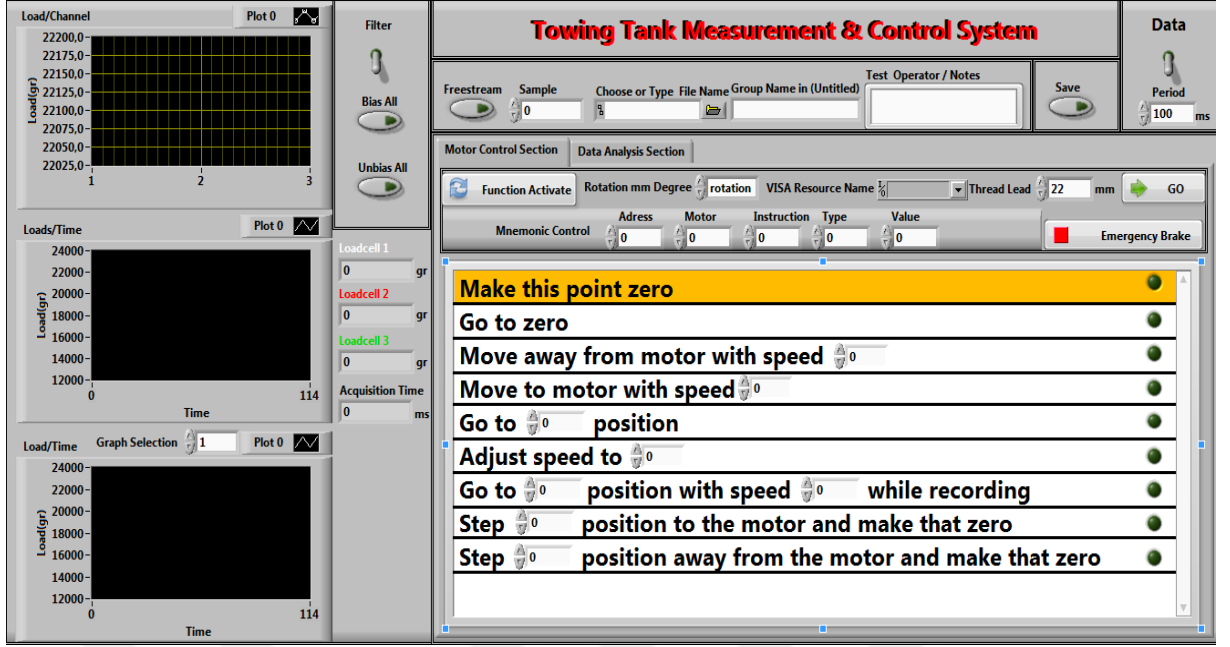 Load/Channel
Plot 0
22200,0
22175,0
22150,0
22125,0
22100,0
22075,0
22050,0
22025,0
Load(gr)
1 2 3
Filter
Bias All
Unbias All
Loads/Time
Plot 0
24000
22000
20000
18000
16000
14000
12000
Load(gr)
0 114
Time
Loadcell 1
0 gr
Loadcell 2
0 gr
Loadcell 3
0 gr
Acquisition Time
0 ms
Load/Time
Graph Selection 1
Plot 0
24000
22000
20000
18000
16000
14000
12000
Load(gr)
0 114
Time
Towing Tank Measurement & Control System
Data
Period
100 ms
Freestream
Sample
0
Choose or Type File Name
Group Name in (Untitled)
Test Operator / Notes
Save
Motor Control Section
Data Analysis Section
Function Activate
Rotation mm Degree rotation
VISA Resource Name
Thread Lead 22 mm
GO
Mnemonic Control
Adress Motor Instruction Type Value
0 0 0 0 0
Emergency Brake
Make this point zero
Go to zero
Move away from motor with speed 0
Move to motor with speed 0
Go to 0 position
Adjust speed to 0
Go to 0 position with speed 0 while recording
Step 0 position to the motor and make that zero
Step 0 position away from the motor and make that zero